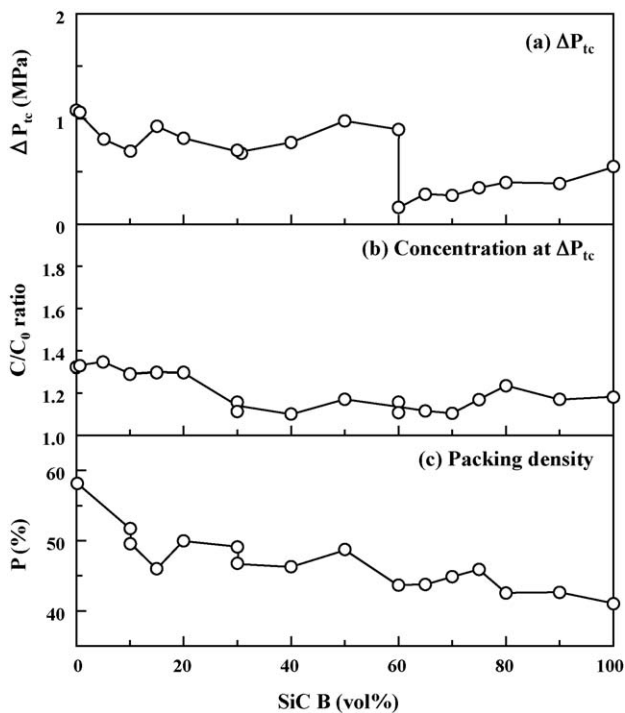 2
(a) ΔPtc
ΔPtc (MPa)
1
0
(b) Concentration at ΔPtc
1.8
1.6
C/C0 ratio
1.4
1.2
1.0
(c) Packing density
60
P (%)
50
40
0 20 40 60 80 100
SiC B (vol%)